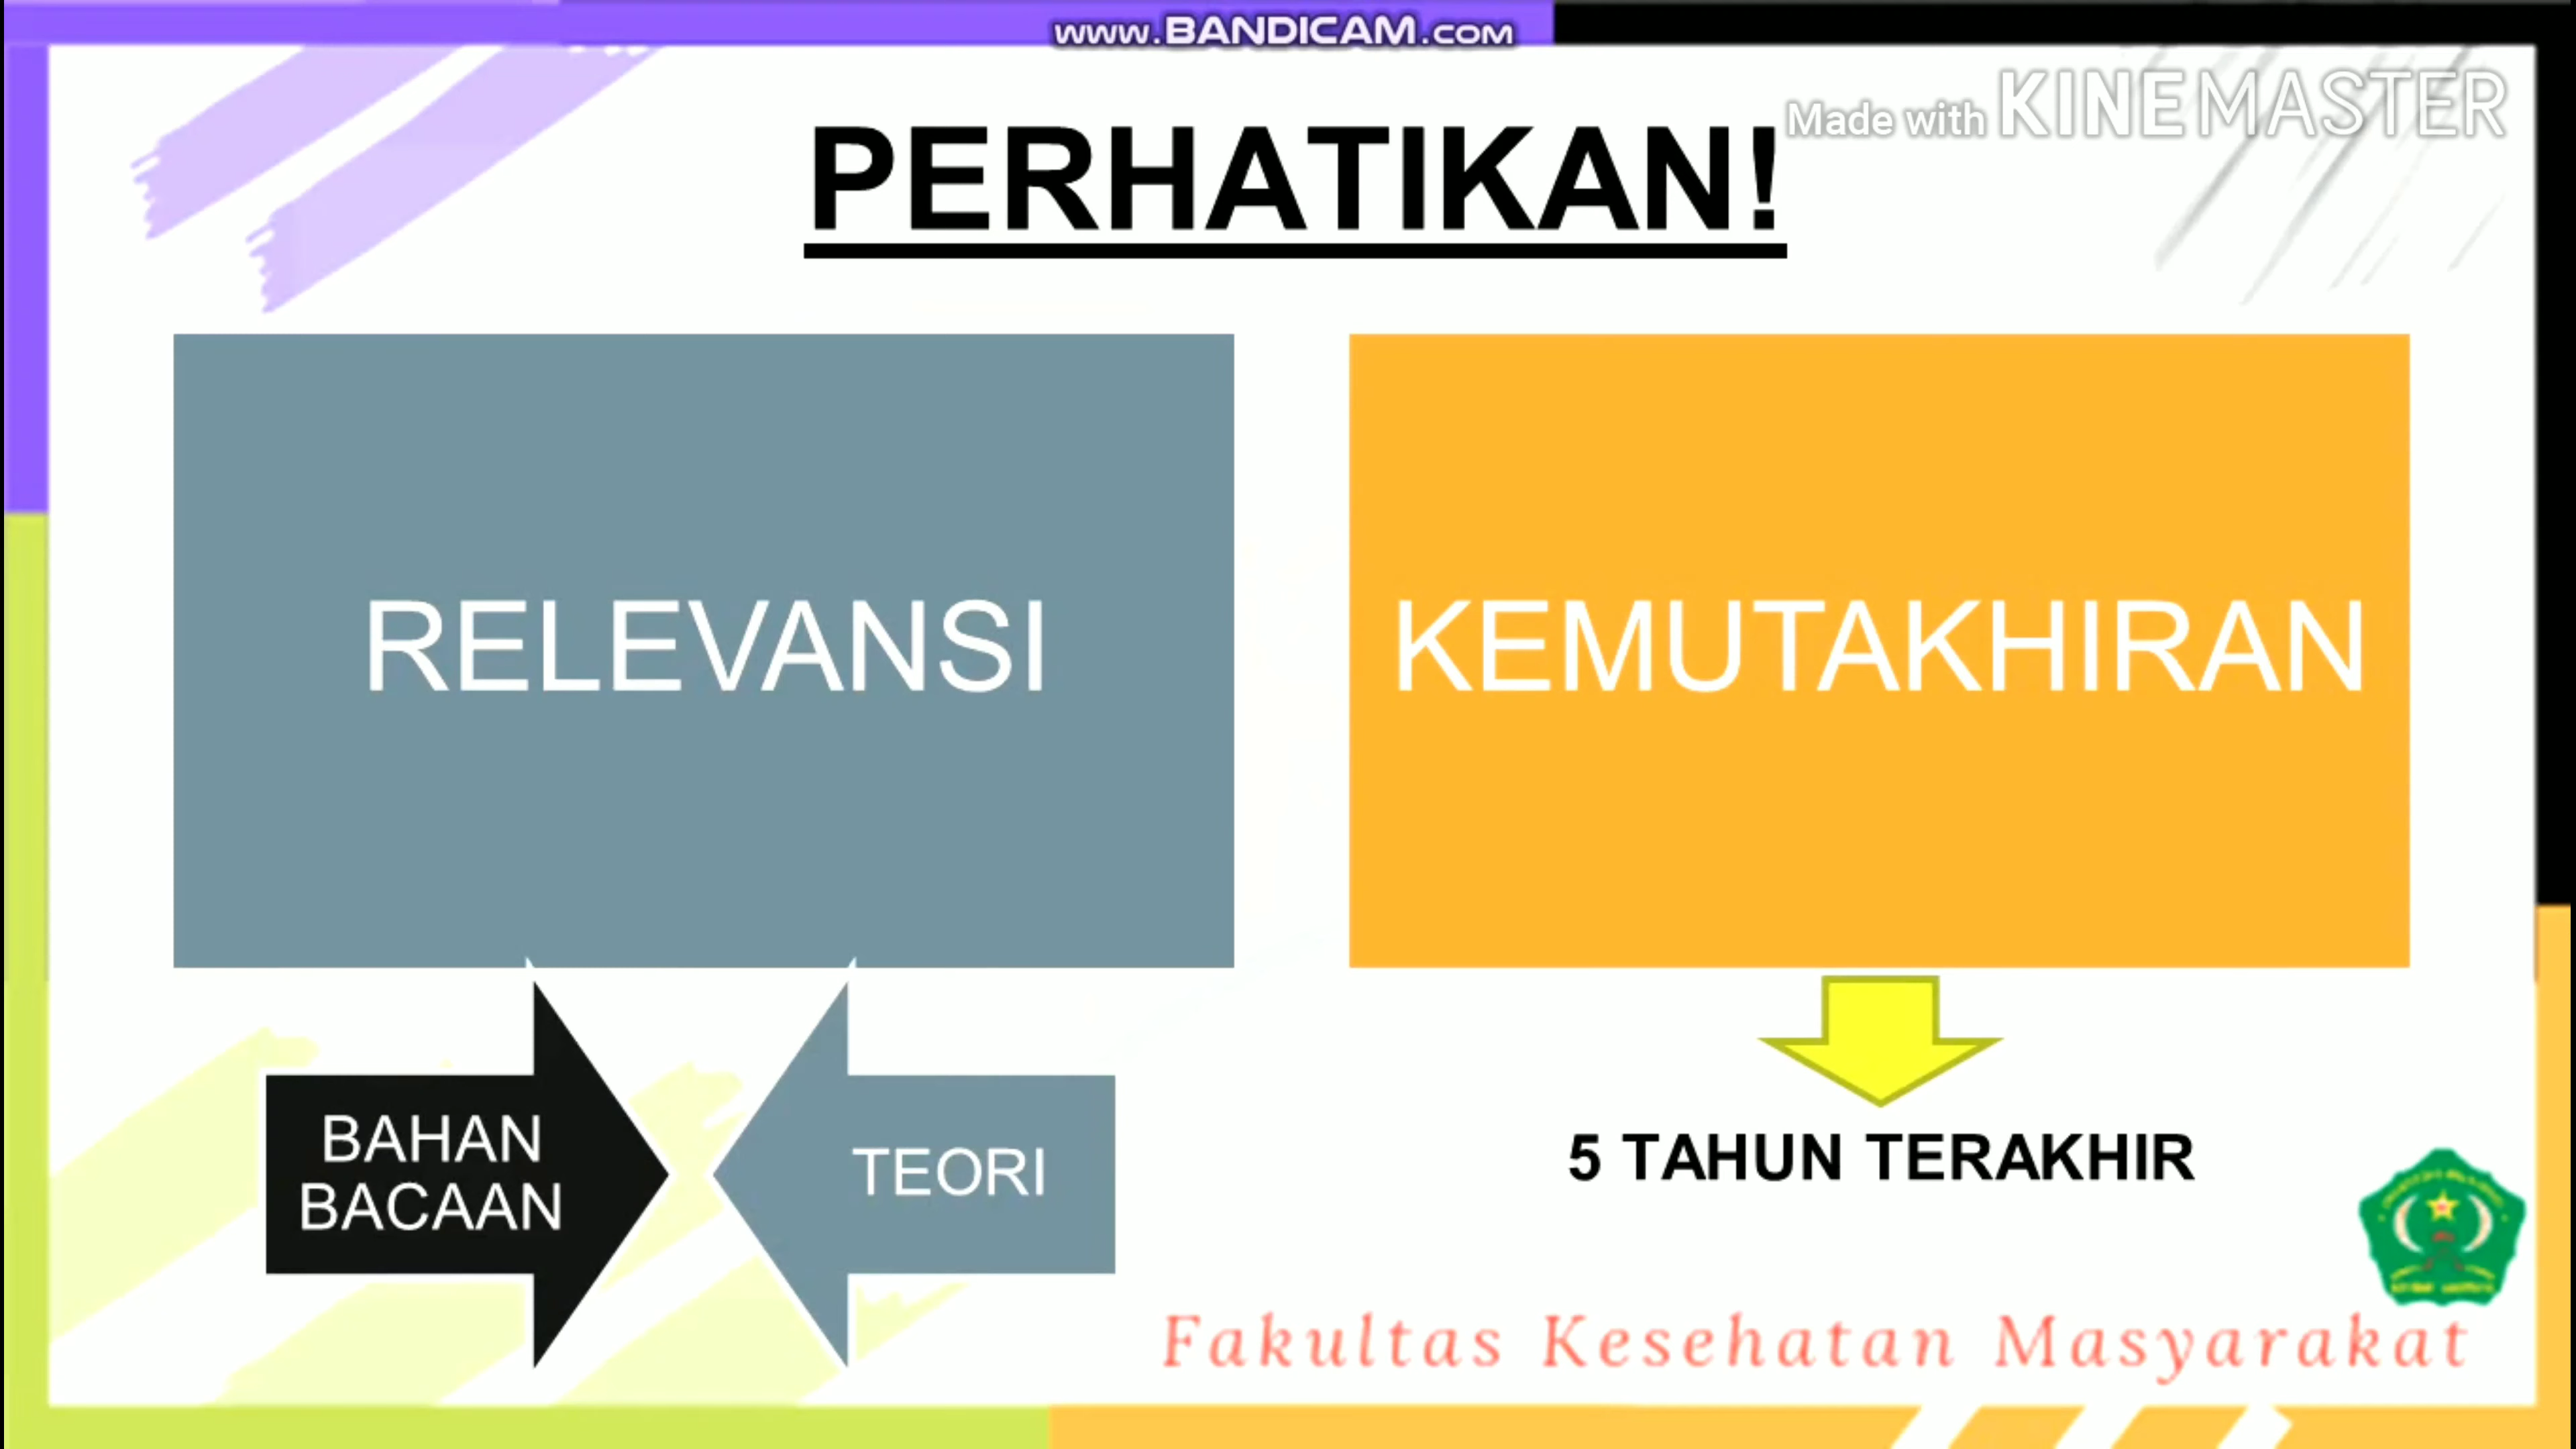 www.BANDICAM.com
Made with KINEMASTER
PERHATIKAN!
RELEVANSI
KEMUTAKHIRAN
BAHAN
BACAAN
TEORI
5 TAHUN TERAKHIR
Fakultas Kesehatan Masyarakat